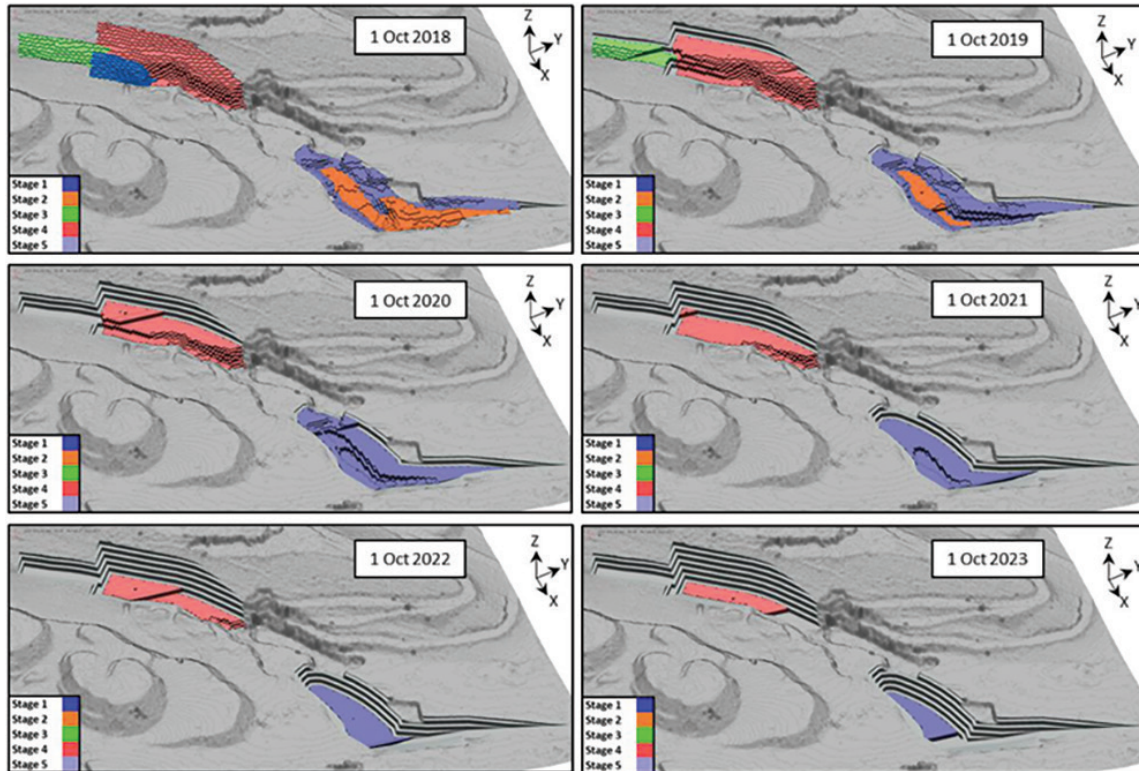 1 Oct 2018
Z
Y
X
Stage 1
Stage 2
Stage 3
Stage 4
Stage 5
1 Oct 2019
Z
Y
X
Stage 1
Stage 2
Stage 3
Stage 4
Stage 5
1 Oct 2020
Z
Y
X
Stage 1
Stage 2
Stage 3
Stage 4
Stage 5
1 Oct 2021
Z
Y
X
Stage 1
Stage 2
Stage 3
Stage 4
Stage 5
1 Oct 2022
Z
Y
X
Stage 1
Stage 2
Stage 3
Stage 4
Stage 5
1 Oct 2023
Z
Y
X
Stage 1
Stage 2
Stage 3
Stage 4
Stage 5